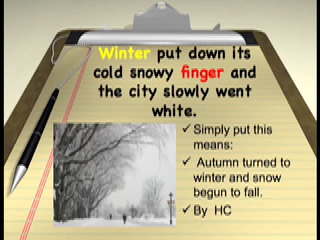 Winter put down its
cold snowy finger and
the city slowly went
white.
✓ Simply put this
means:
✓ Autumn turned to
winter and snow
begun to fall.
✓ By HC